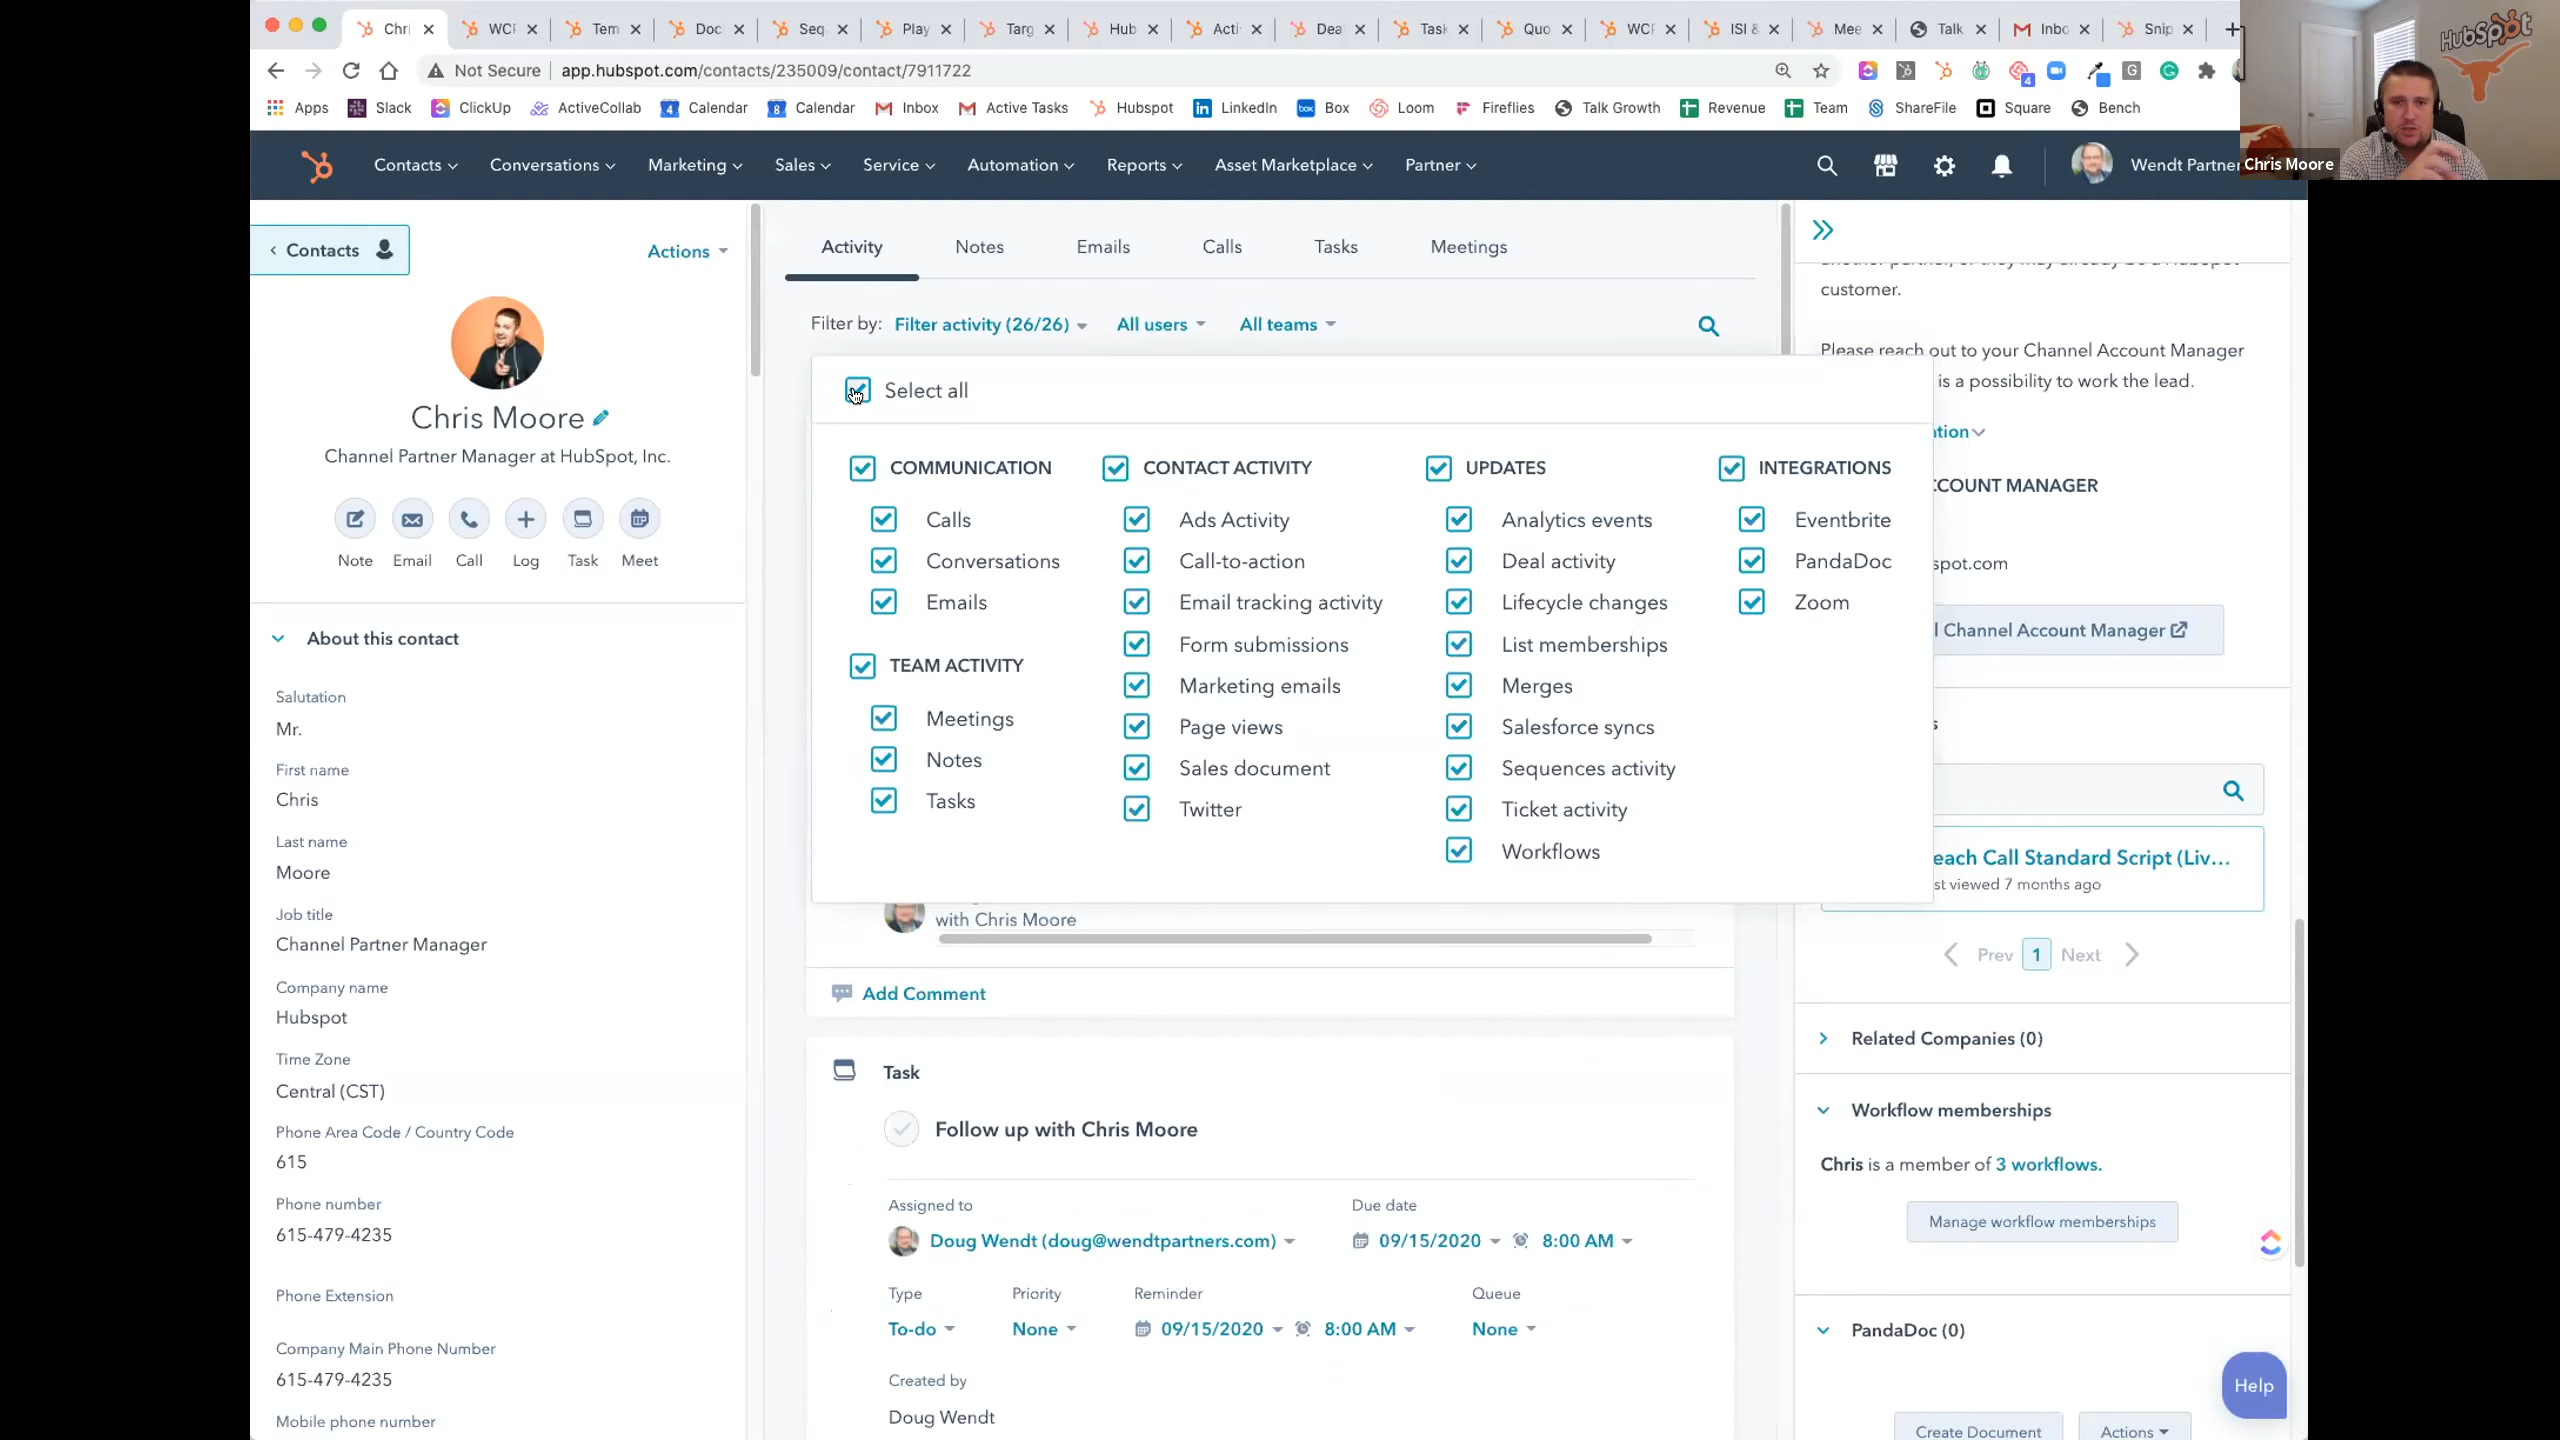 Chri
WCI
Tem
Doc
Seq
Play
Targ
Hub
Acti
Dea
Task
Quo
WCI
ISI &
Mee
Talk
Inbc
Snip
Not Secure
app.hubspot.com/contacts/235009/contact/7911722
Apps
Slack
ClickUp
ActiveCollab
Calendar
Calendar
Inbox
Active Tasks
Hubspot
LinkedIn
Box
Loom
Fireflies
Talk Growth
Revenue
Team
ShareFile
Square
Bench
HubSpot
Chris Moore
Contacts
Conversations
Marketing
Sales
Service
Automation
Reports
Asset Marketplace
Partner
Wendt Partner
Contacts
Actions
Chris Moore
Channel Partner Manager at HubSpot, Inc.
Note
Email
Call
Log
Task
Meet
About this contact
Salutation
Mr.
First name
Chris
Last name
Moore
Job title
Channel Partner Manager
Company name
Hubspot
Time Zone
Central (CST)
Phone Area Code / Country Code
615
Phone number
615-479-4235
Phone Extension
Company Main Phone Number
615-479-4235
Mobile phone number
Activity
Notes
Emails
Calls
Tasks
Meetings
Filter by: Filter activity (26/26) All users All teams
Select all
COMMUNICATION
Calls
Conversations
Emails
TEAM ACTIVITY
Meetings
Notes
Tasks
CONTACT ACTIVITY
Ads Activity
Call-to-action
Email tracking activity
Form submissions
Marketing emails
Page views
Sales document
Twitter
UPDATES
Analytics events
Deal activity
Lifecycle changes
List memberships
Merges
Salesforce syncs
Sequences activity
Ticket activity
Workflows
INTEGRATIONS
Eventbrite
PandaDoc
Zoom
with Chris Moore
Add Comment
Task
Follow up with Chris Moore
Assigned to
Doug Wendt (doug@wendtpartners.com)
Due date
09/15/2020 8:00 AM
Type
To-do
Priority
None
Reminder
09/15/2020 8:00 AM
Queue
None
Created by
Doug Wendt
customer.
Please reach out to your Channel Account Manager
is a possibility to work the lead.
tion
COUNT MANAGER
spot.com
l Channel Account Manager
s
each Call Standard Script (Liv...
st viewed 7 months ago
Prev 1 Next
Related Companies (0)
Workflow memberships
Chris is a member of 3 workflows.
Manage workflow memberships
PandaDoc (0)
Create Document
Actions
Help